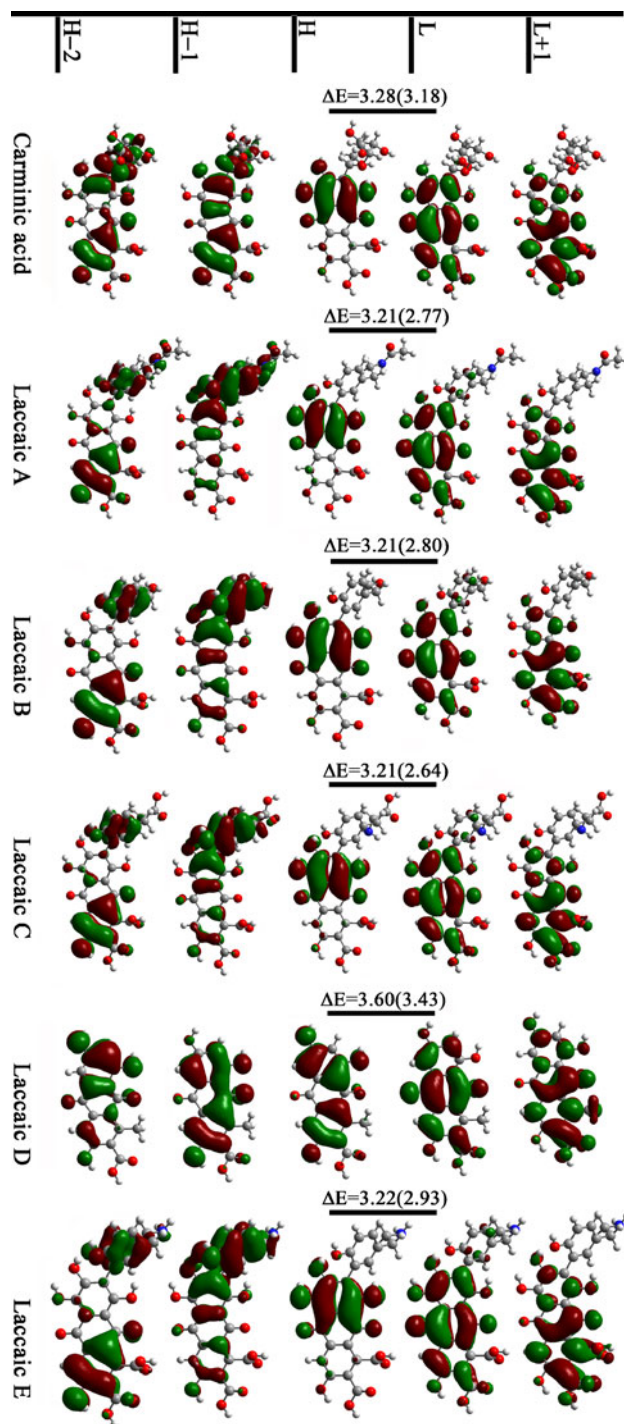 H-2
H-1
H
L
L+1
ΔE=3.28(3.18)
Carminic acid
ΔE=3.21(2.77)
Laccaic A
ΔE=3.21(2.80)
Laccaic B
ΔE=3.21(2.64)
Laccaic C
ΔE=3.60(3.43)
Laccaic D
ΔE=3.22(2.93)
Laccaic E